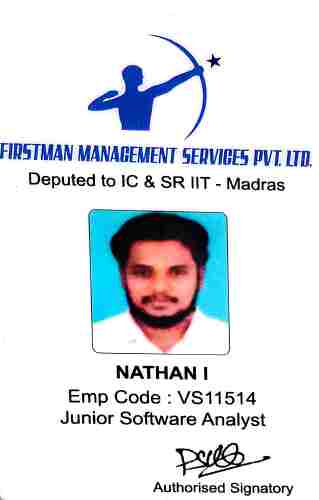 FIRSTMAN MANAGEMENT SERVICES PVT. LTD.
Deputed to IC & SR IIT - Madras
NATHAN I
Emp Code : VS11514
Junior Software Analyst
Authorised Signatory